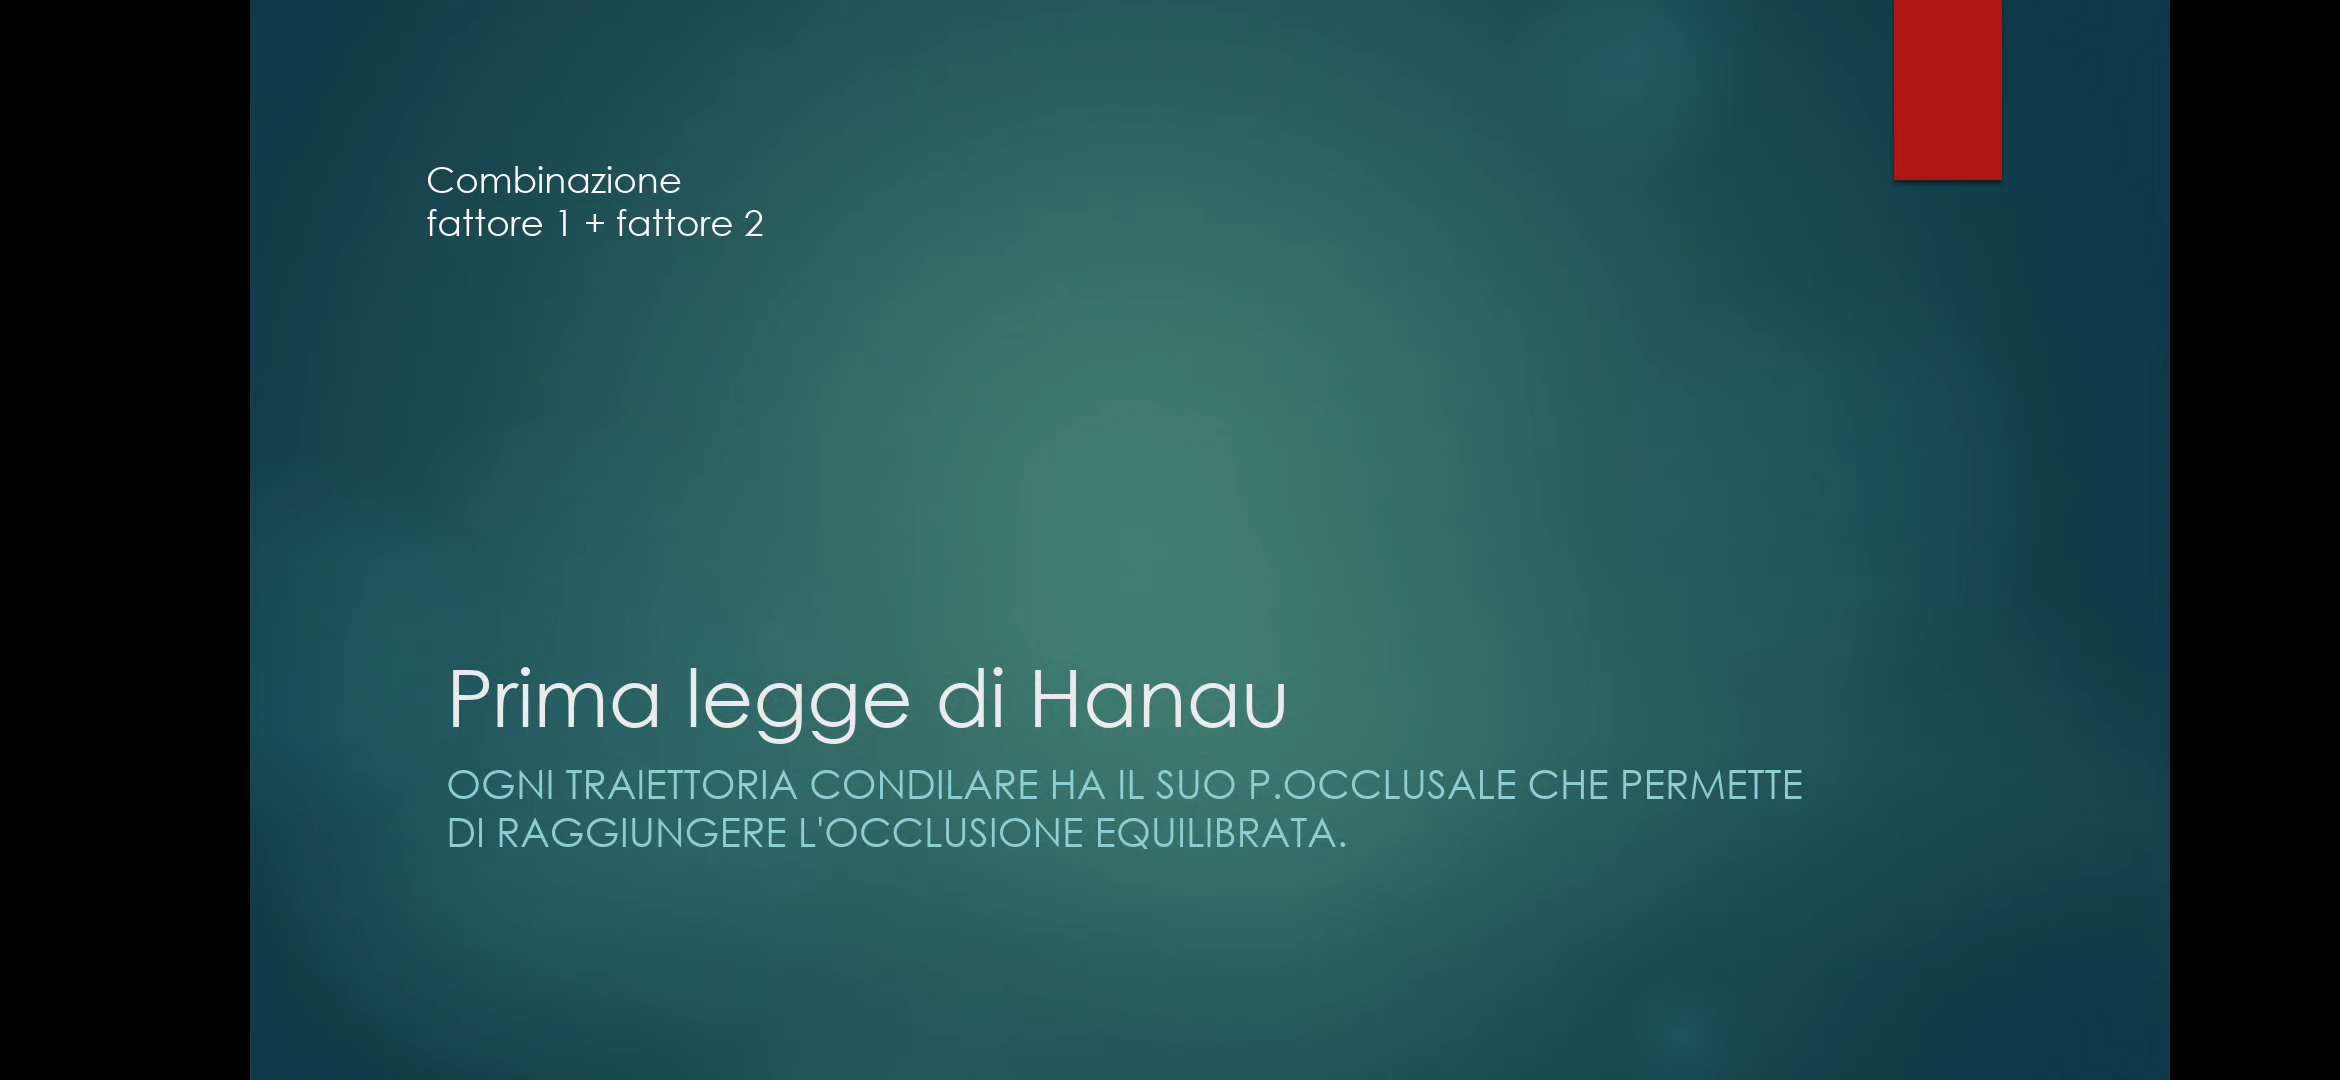 Combinazione
fattore 1 + fattore 2
Prima legge di Hanau
OGNI TRAIETTORIA CONDILARE HA IL SUO P.OCCLUSALE CHE PERMETTE
DI RAGGIUNGERE L'OCCLUSIONE EQUILIBRATA.